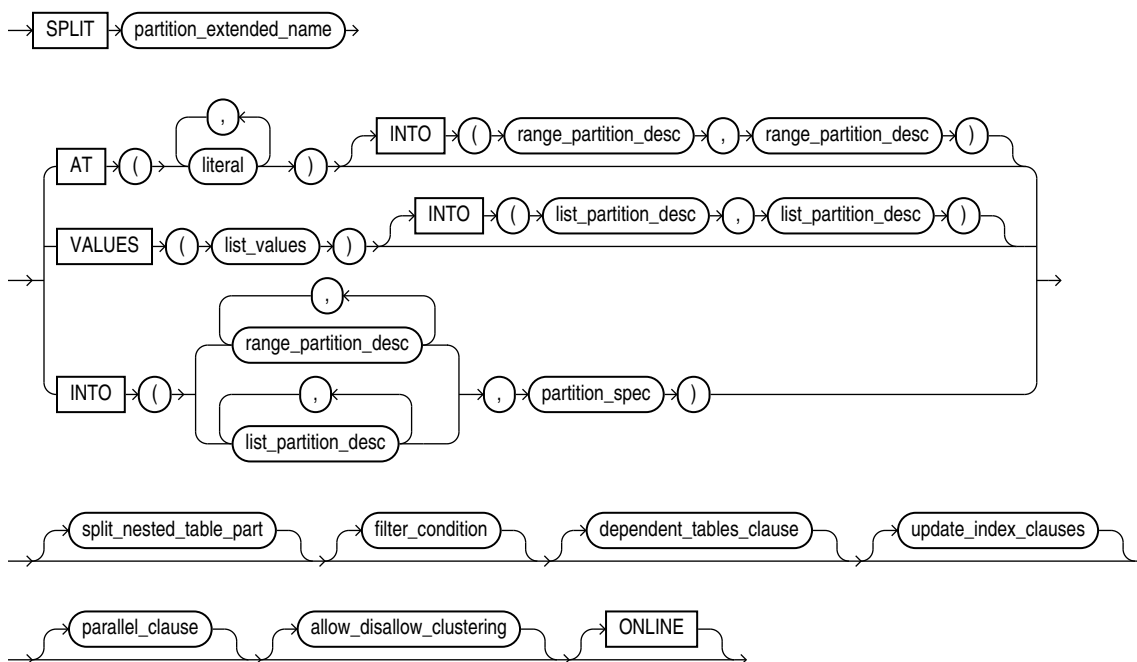 SPLIT partition_extended_name
,
INTO ( range_partition_desc , range_partition_desc )
AT ( literal )
INTO ( list_partition_desc , list_partition_desc )
VALUES ( list_values )
,
range_partition_desc
INTO ( , , partition_spec )
list_partition_desc
split_nested_table_part filter_condition dependent_tables_clause update_index_clauses
parallel_clause allow_disallow_clustering ONLINE